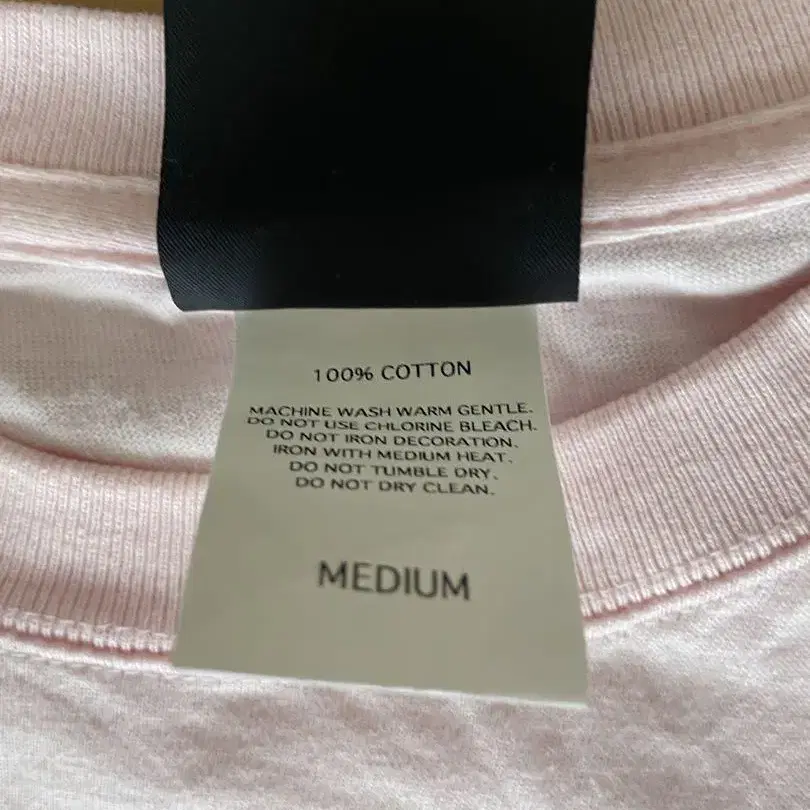 100% COTTON
MACHINE WASH WARM GENTLE.
DO NOT USE CHLORINE BLEACH.
DO NOT IRON DECORATION.
IRON WITH MEDIUM HEAT.
DO NOT TUMBLE DRY.
DO NOT DRY CLEAN.
MEDIUM